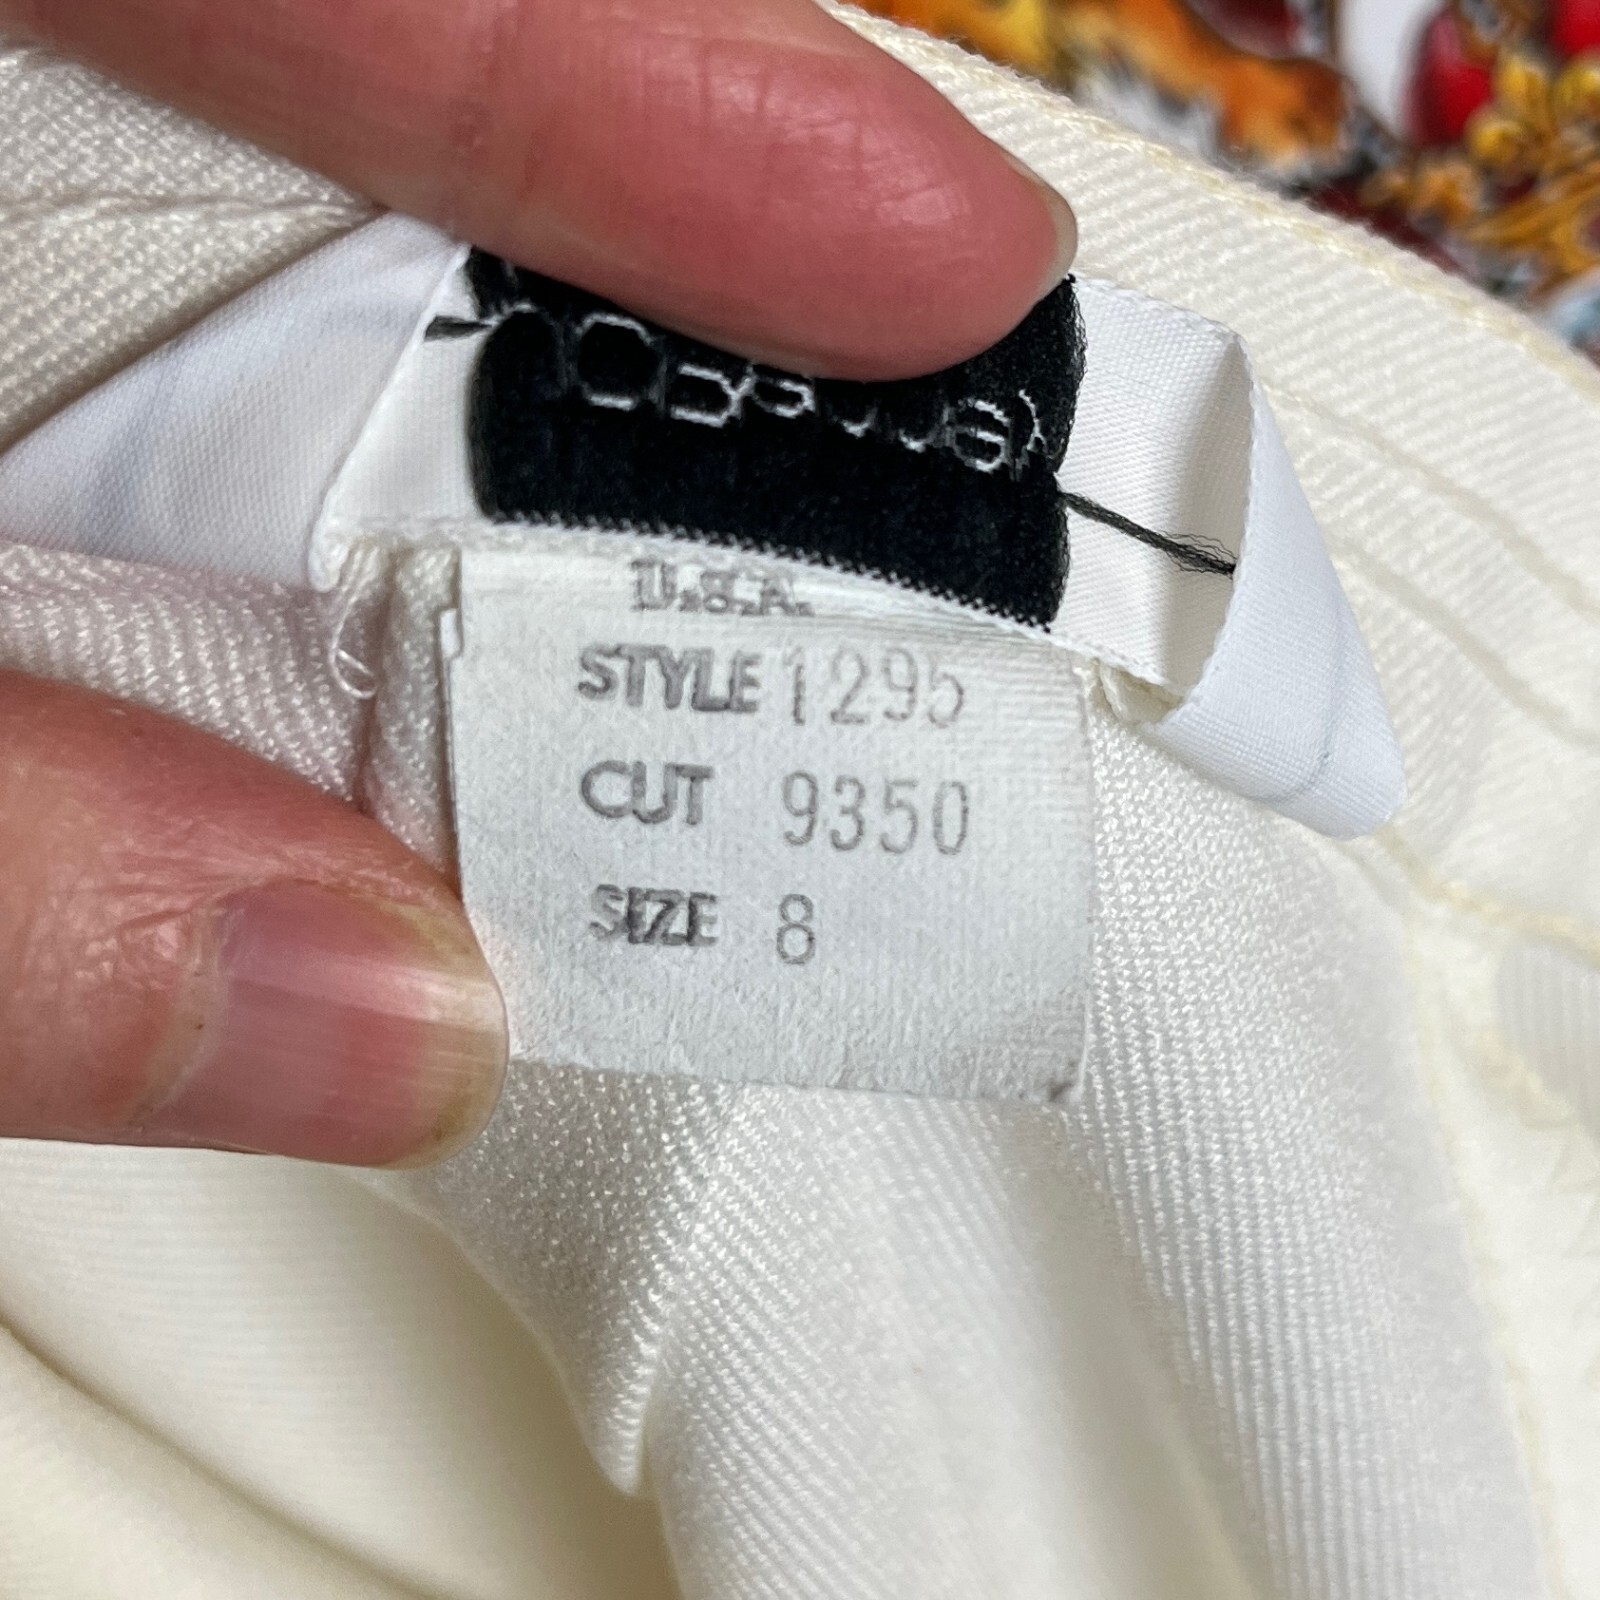 U.S.A.
STYLE 1295
CUT 9350
SIZE 8